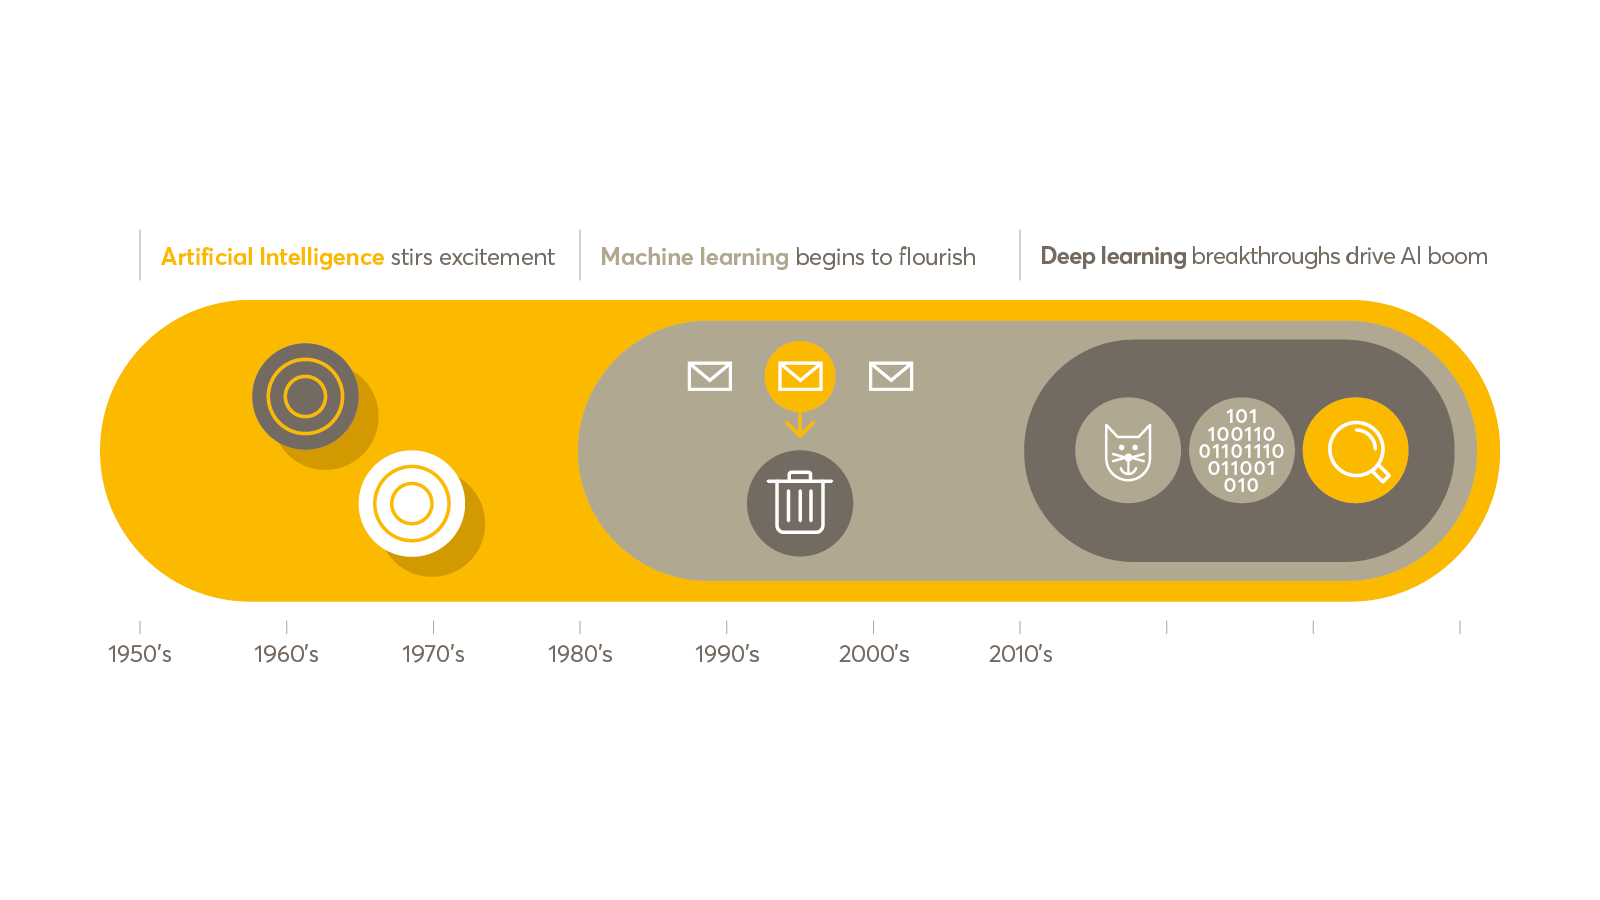 Artificial Intelligence stirs excitement
Machine learning begins to flourish
Deep learning breakthroughs drive AI boom
101
100110
01101110
011001
010
1950's
1960's
1970's
1980's
1990's
2000's
2010's